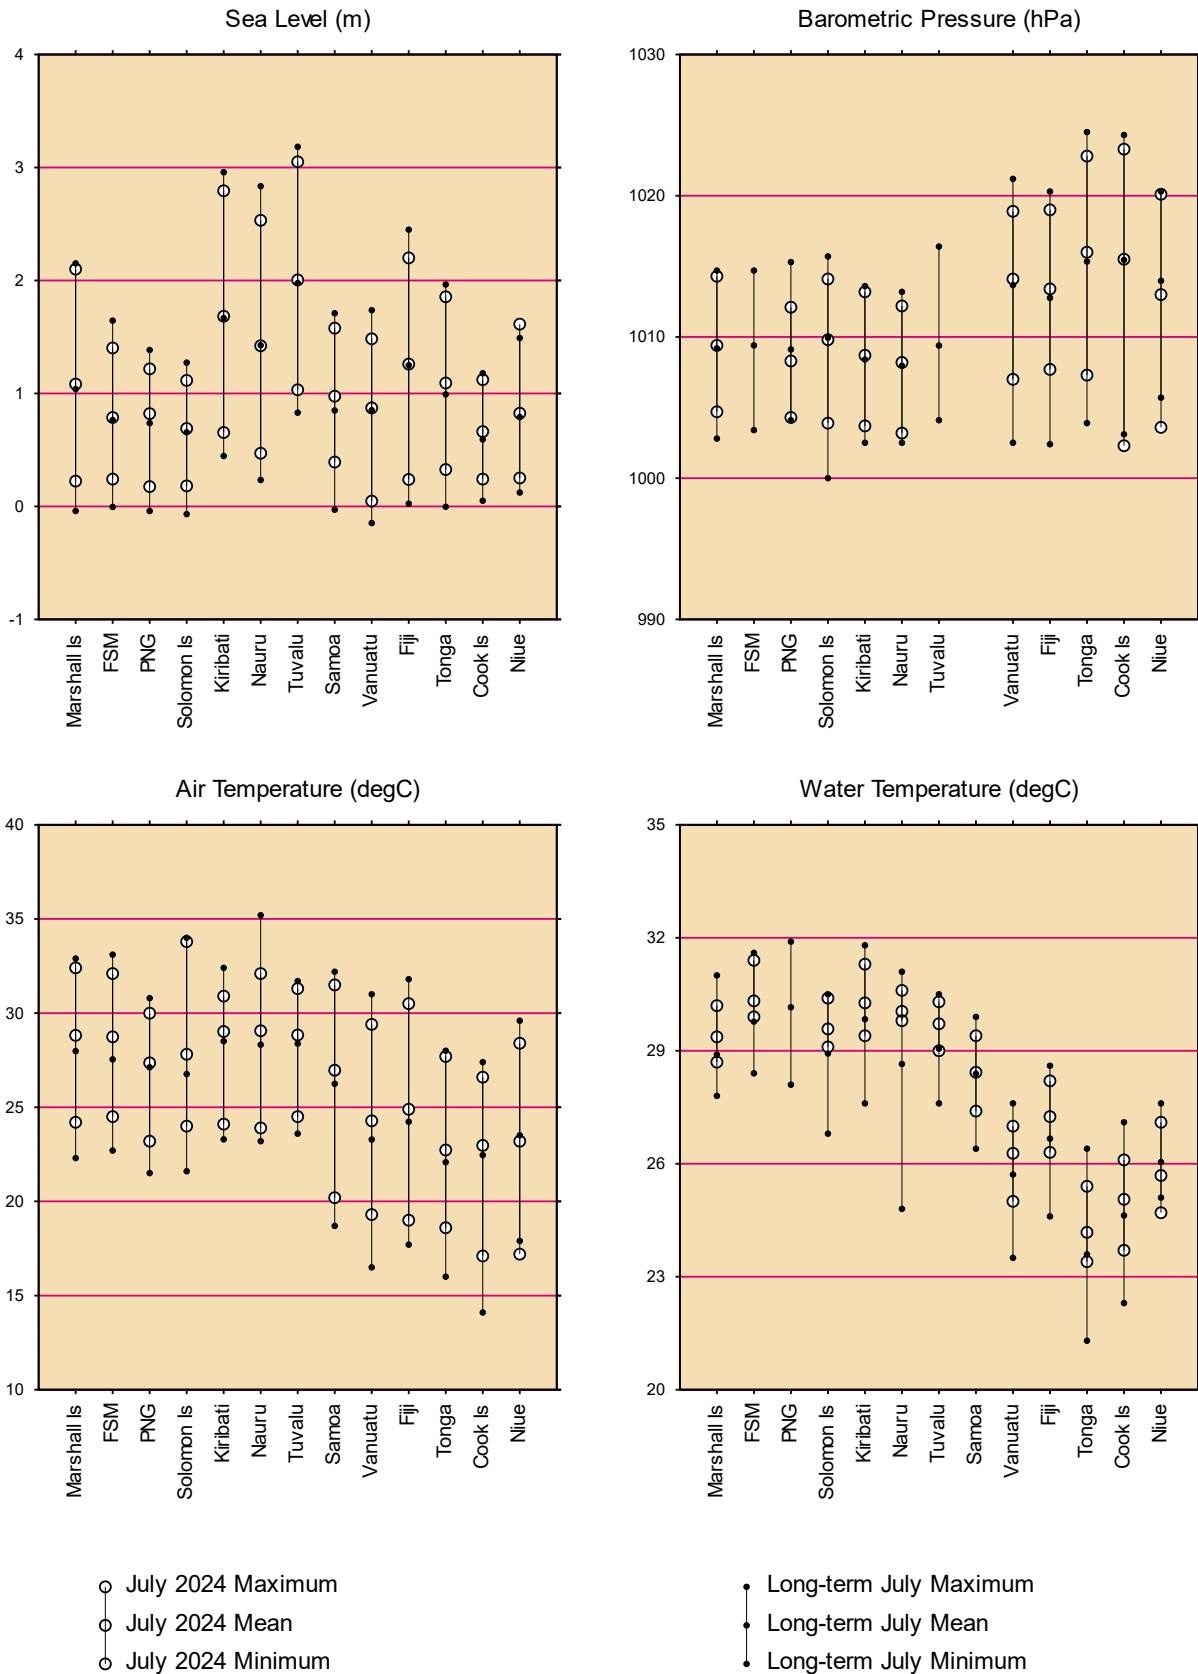 Sea Level (m)
4
3
2
1
0
-1
Marshall Is
FSM
PNG
Solomon Is
Kiribati
Nauru
Tuvalu
Samoa
Vanuatu
Fiji
Tonga
Cook Is
Niue
Barometric Pressure (hPa)
1030
1020
1010
1000
990
Marshall Is
FSM
PNG
Solomon Is
Kiribati
Nauru
Tuvalu
Vanuatu
Fiji
Tonga
Cook Is
Niue
Air Temperature (degC)
40
35
30
25
20
15
10
Marshall Is
FSM
PNG
Solomon Is
Kiribati
Nauru
Tuvalu
Samoa
Vanuatu
Fiji
Tonga
Cook Is
Niue
Water Temperature (degC)
35
32
29
26
23
20
Marshall Is
FSM
PNG
Solomon Is
Kiribati
Nauru
Tuvalu
Samoa
Vanuatu
Fiji
Tonga
Cook Is
Niue
July 2024 Maximum
July 2024 Mean
July 2024 Minimum
Long-term July Maximum
Long-term July Mean
Long-term July Minimum